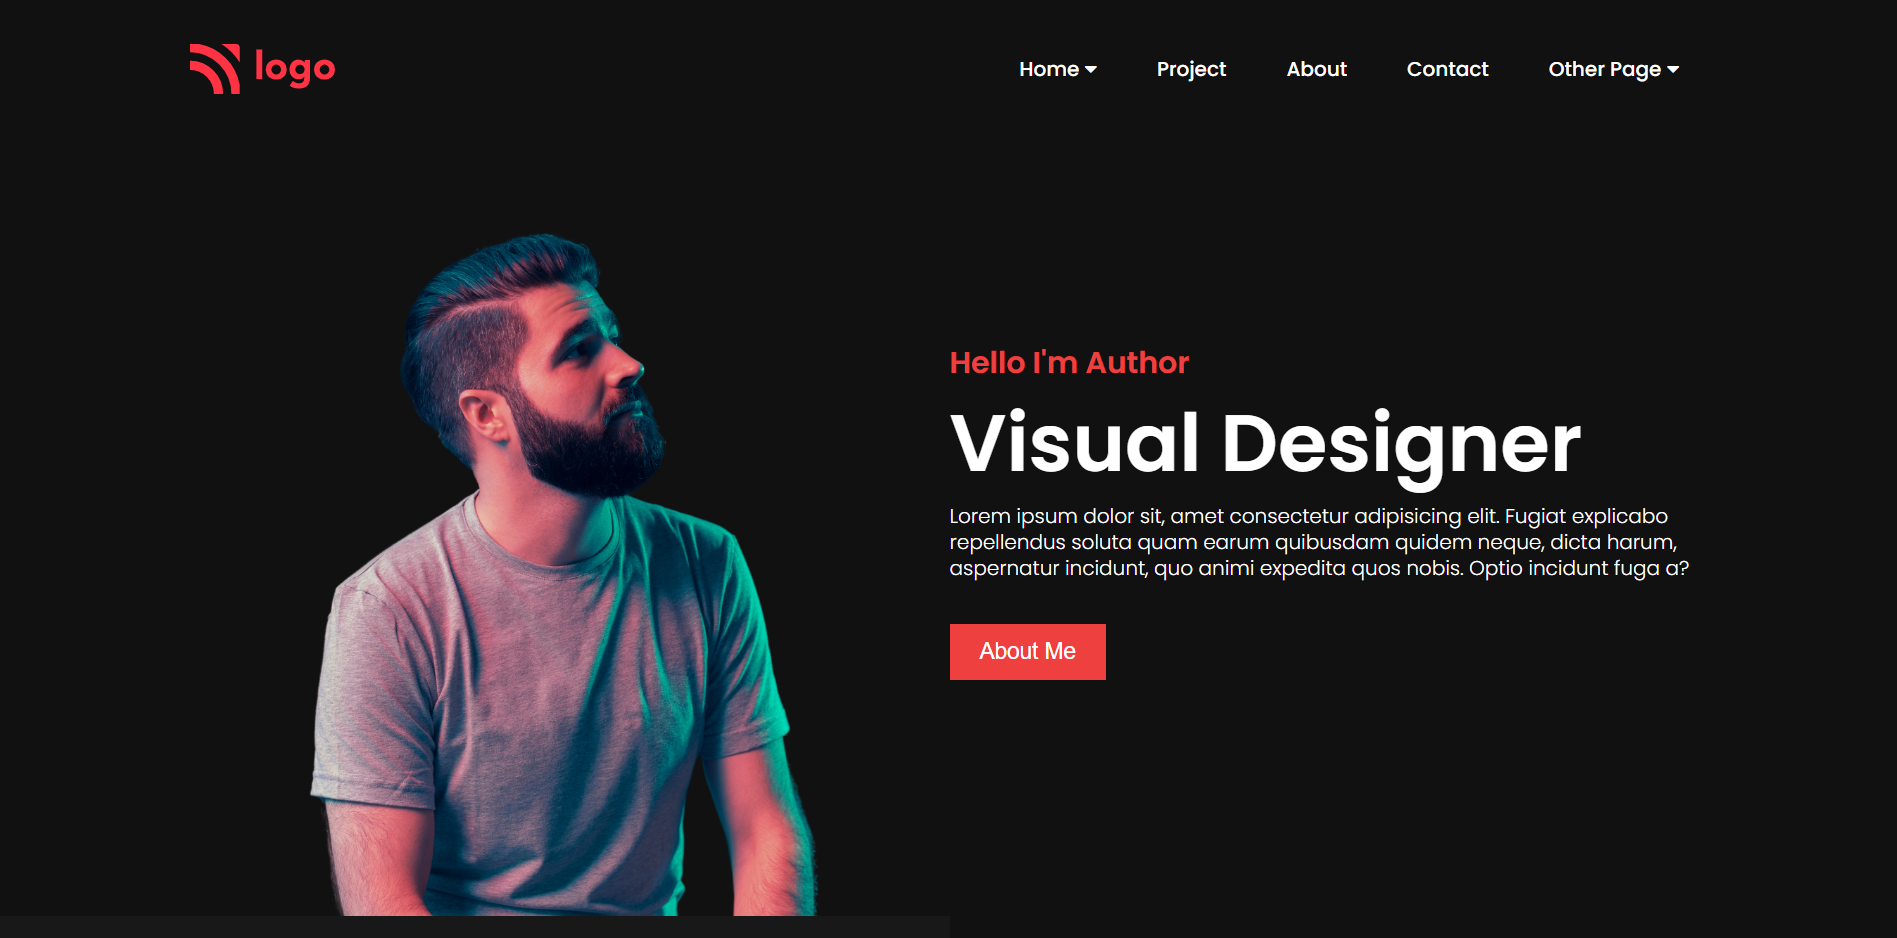 logo
Home
Project
About
Contact
Other Page
Hello I'm Author
Visual Designer
Lorem ipsum dolor sit, amet consectetur adipisicing elit. Fugiat explicabo
repellendus soluta quam earum quibusdam quidem neque, dicta harum,
aspernatur incidunt, quo animi expedita quos nobis. Optio incidunt fuga a?
About Me